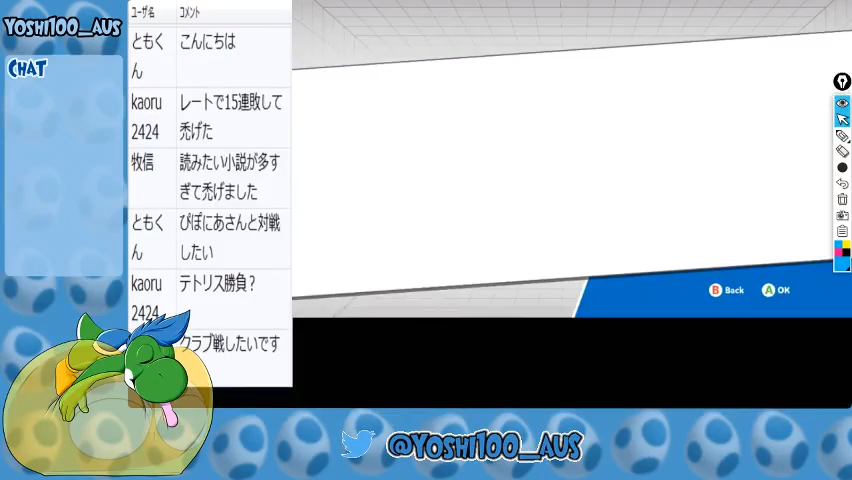 YOSHI100_AUS
CHAT
ユーザ名 コメント
ともくん こんにちは
kaoru2424 レートで15連敗して
禿げた
牧信 読みたい小説が多す
ぎて禿げました
ともくん ぴぽにあさんと対戦
したい
kaoru2424 テトリス勝負？
クラブ戦したいです
B Back A OK
@YOSHI100_AUS